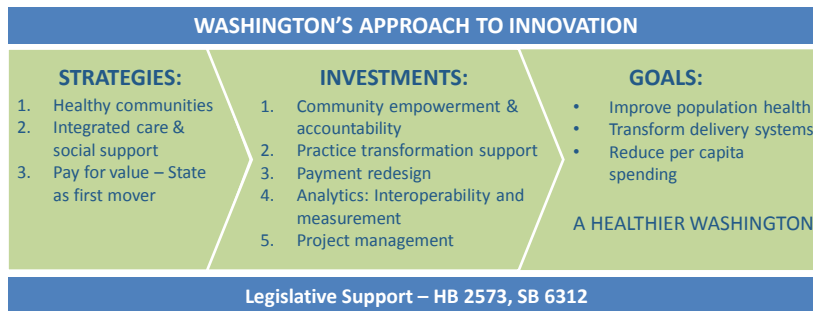 WASHINGTON'S APPROACH TO INNOVATION
STRATEGIES:
1. Healthy communities
2. Integrated care &
social support
3. Pay for value – State
as first mover
INVESTMENTS:
1. Community empowerment &
accountability
2. Practice transformation support
3. Payment redesign
4. Analytics: Interoperability and
measurement
5. Project management
GOALS:
• Improve population health
• Transform delivery systems
• Reduce per capita
spending
A HEALTHIER WASHINGTON
Legislative Support – HB 2573, SB 6312